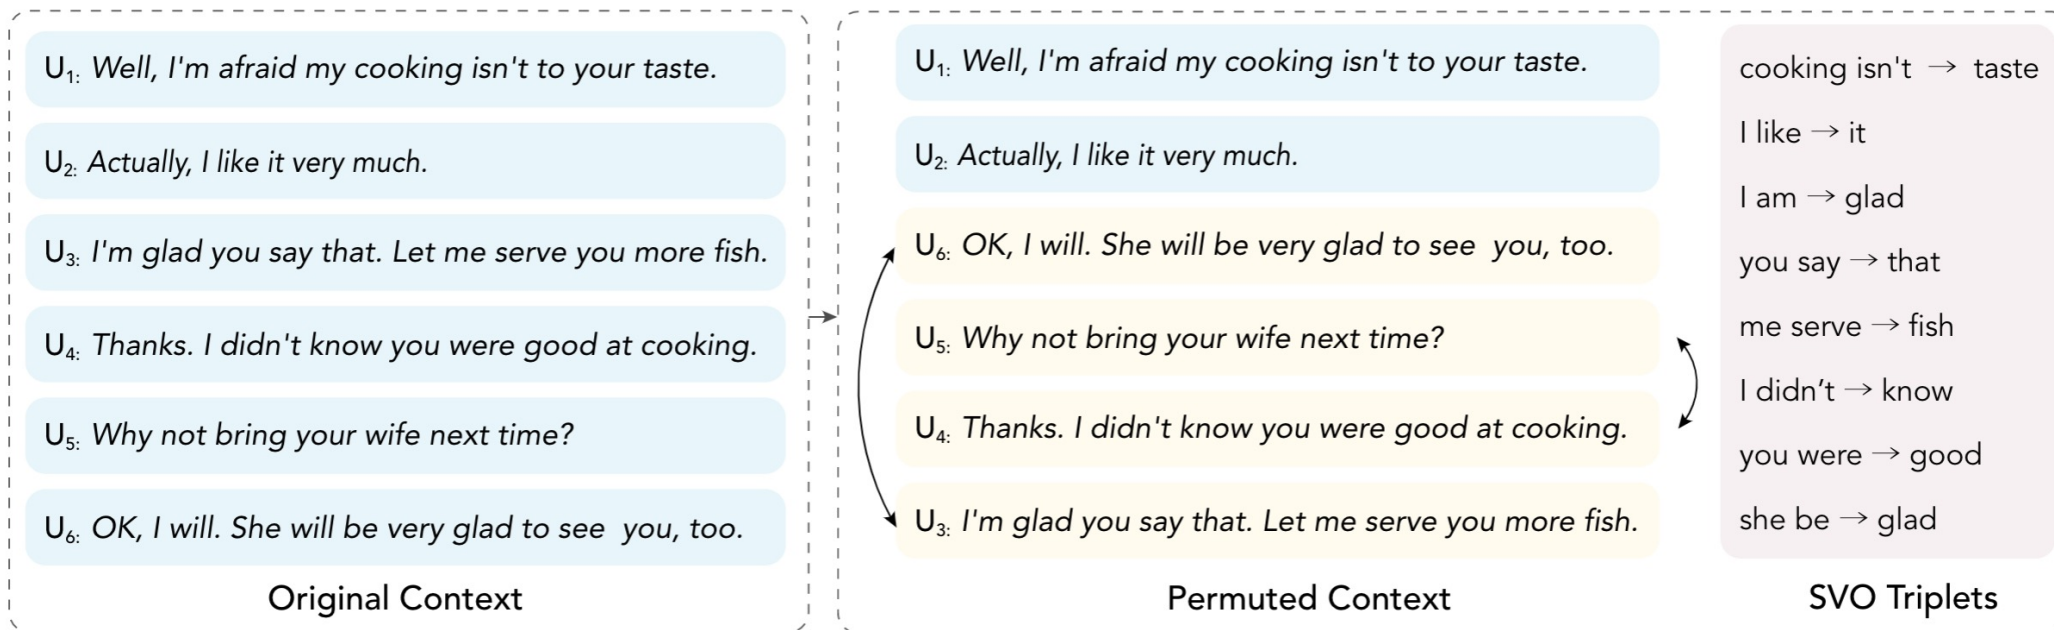 U1: Well, I'm afraid my cooking isn't to your taste.
U2: Actually, I like it very much.
U3: I'm glad you say that. Let me serve you more fish.
U4: Thanks. I didn't know you were good at cooking.
U5: Why not bring your wife next time?
U6: OK, I will. She will be very glad to see you, too.
Original Context
U1: Well, I'm afraid my cooking isn't to your taste.
U2: Actually, I like it very much.
U6: OK, I will. She will be very glad to see you, too.
U5: Why not bring your wife next time?
U4: Thanks. I didn't know you were good at cooking.
U3: I'm glad you say that. Let me serve you more fish.
Permuted Context
cooking isn't → taste
I like → it
I am → glad
you say → that
me serve → fish
I didn’t → know
you were → good
she be → glad
SVO Triplets